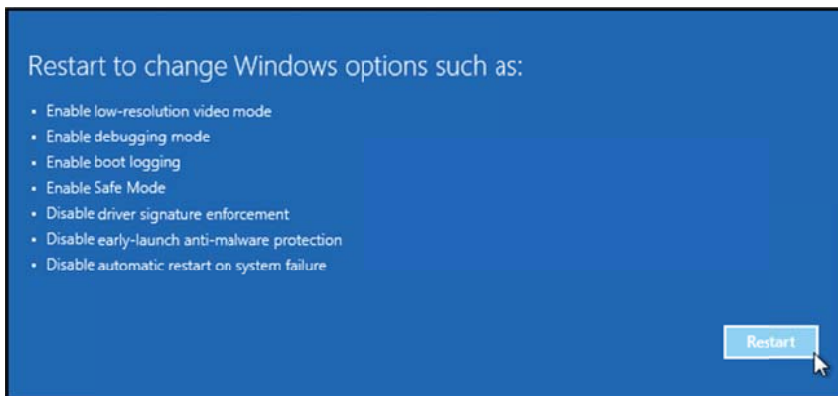 Restart to change Windows options such as:
• Enable low-resolution video mode
• Enable debugging mode
• Enable boot logging
• Enable Safe Mode
• Disable driver signature enforcement
• Disable early-launch anti-malware protection
• Disable automatic restart on system failure
Restart